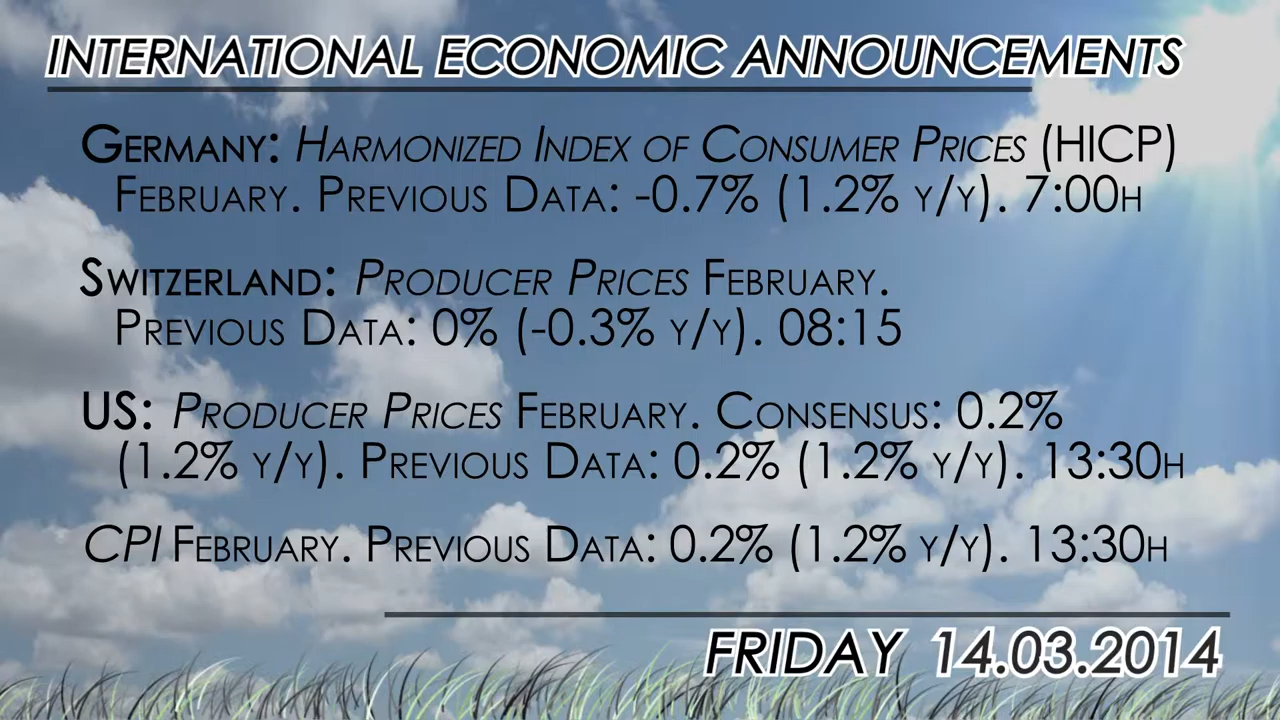 INTERNATIONAL ECONOMIC ANNOUNCEMENTS
GERMANY: HARMONIZED INDEX OF CONSUMER PRICES (HICP)
FEBRUARY. PREVIOUS DATA: -0.7% (1.2% Y/Y). 7:00H
SWITZERLAND: PRODUCER PRICES FEBRUARY.
PREVIOUS DATA: 0% (-0.3% Y/Y). 08:15
US: PRODUCER PRICES FEBRUARY. CONSENSUS: 0.2%
(1.2% Y/Y). PREVIOUS DATA: 0.2% (1.2% Y/Y). 13:30H
CPI FEBRUARY. PREVIOUS DATA: 0.2% (1.2% Y/Y). 13:30H
FRIDAY 14.03.2014